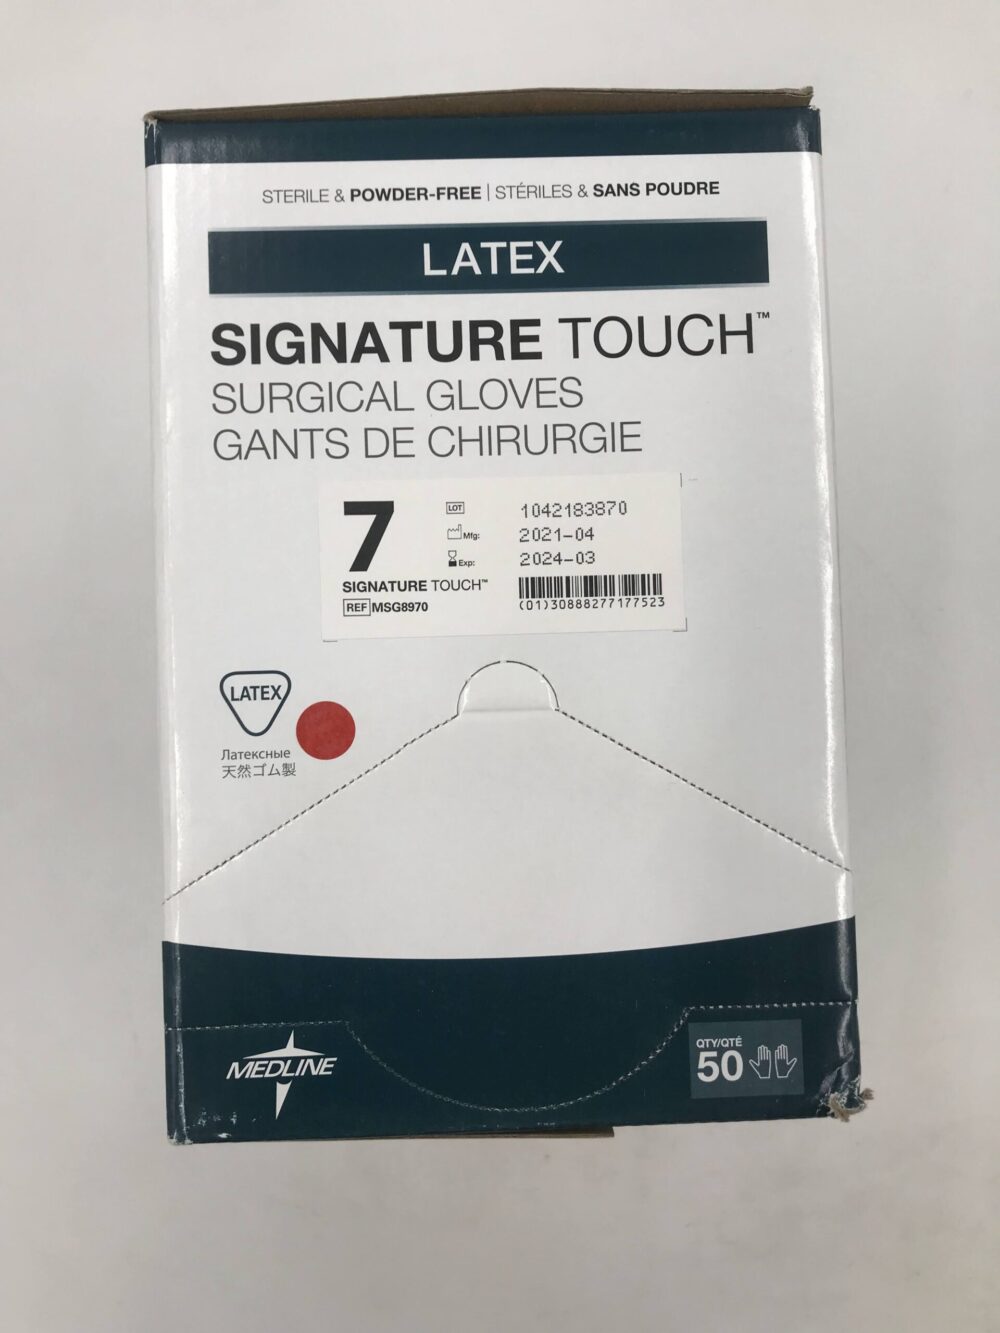 STERILE & POWDER-FREE | STÉRILES & SANS POUDRE
LATEX
SIGNATURE TOUCH™
SURGICAL GLOVES
GANTS DE CHIRURGIE
7
SIGNATURE TOUCH™
REF MSG8970
LOT 1042183870
Mfg: 2021-04
Exp: 2024-03
(01)30888277177523
LATEX
Латексные
天然ゴム製
MEDLINE
QTY/QTÉ
50